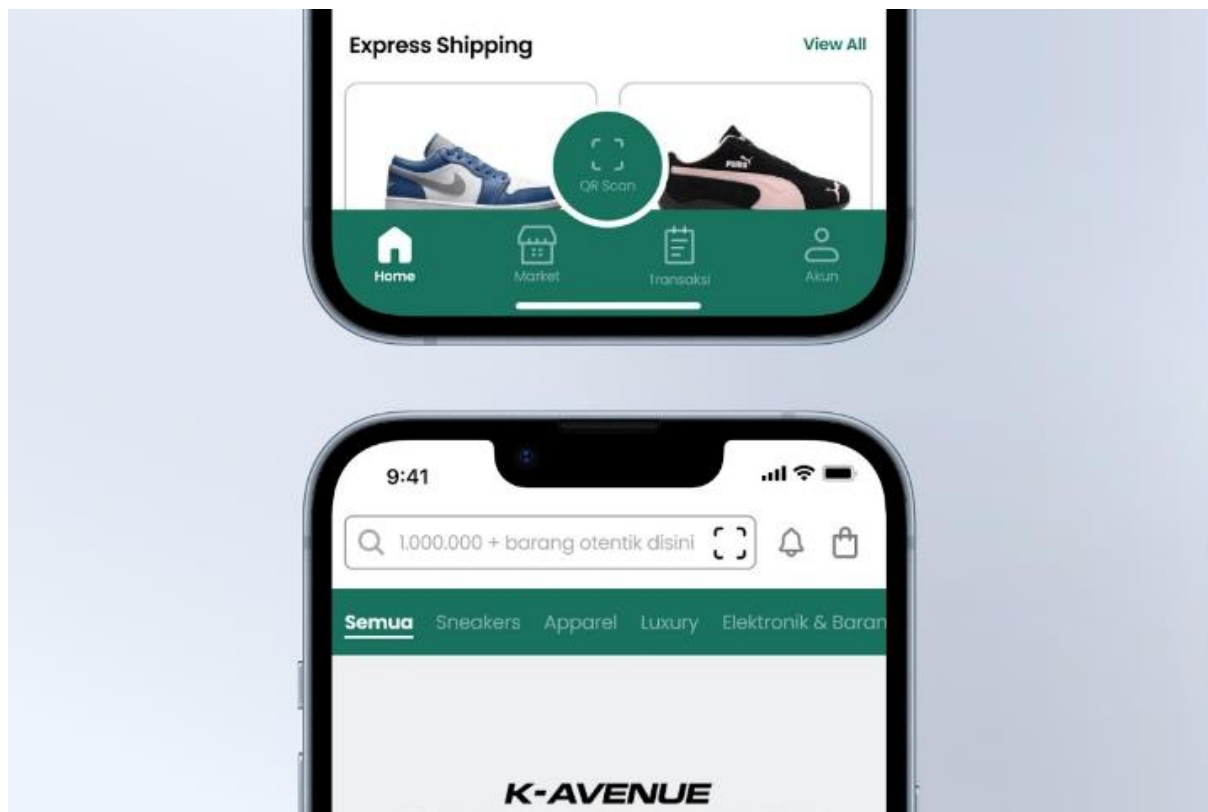 Express Shipping
View All
PUMA
QR Scan
Home
Market
Transaksi
Akun
9:41
1.000.000 + barang otentik disini
Semua
Sneakers
Apparel
Luxury
Elektronik & Baran
K-AVENUE